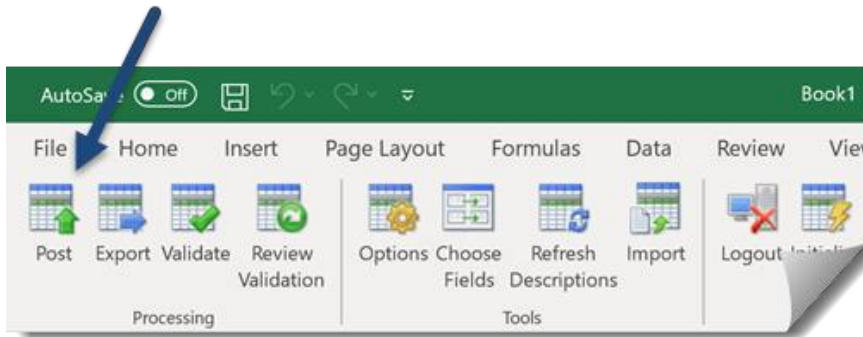 AutoSave Off Book1
File Home Insert Page Layout Formulas Data Review
Post Export Validate Review Options Choose Refresh Import Logout
Validation Fields Descriptions
Processing Tools